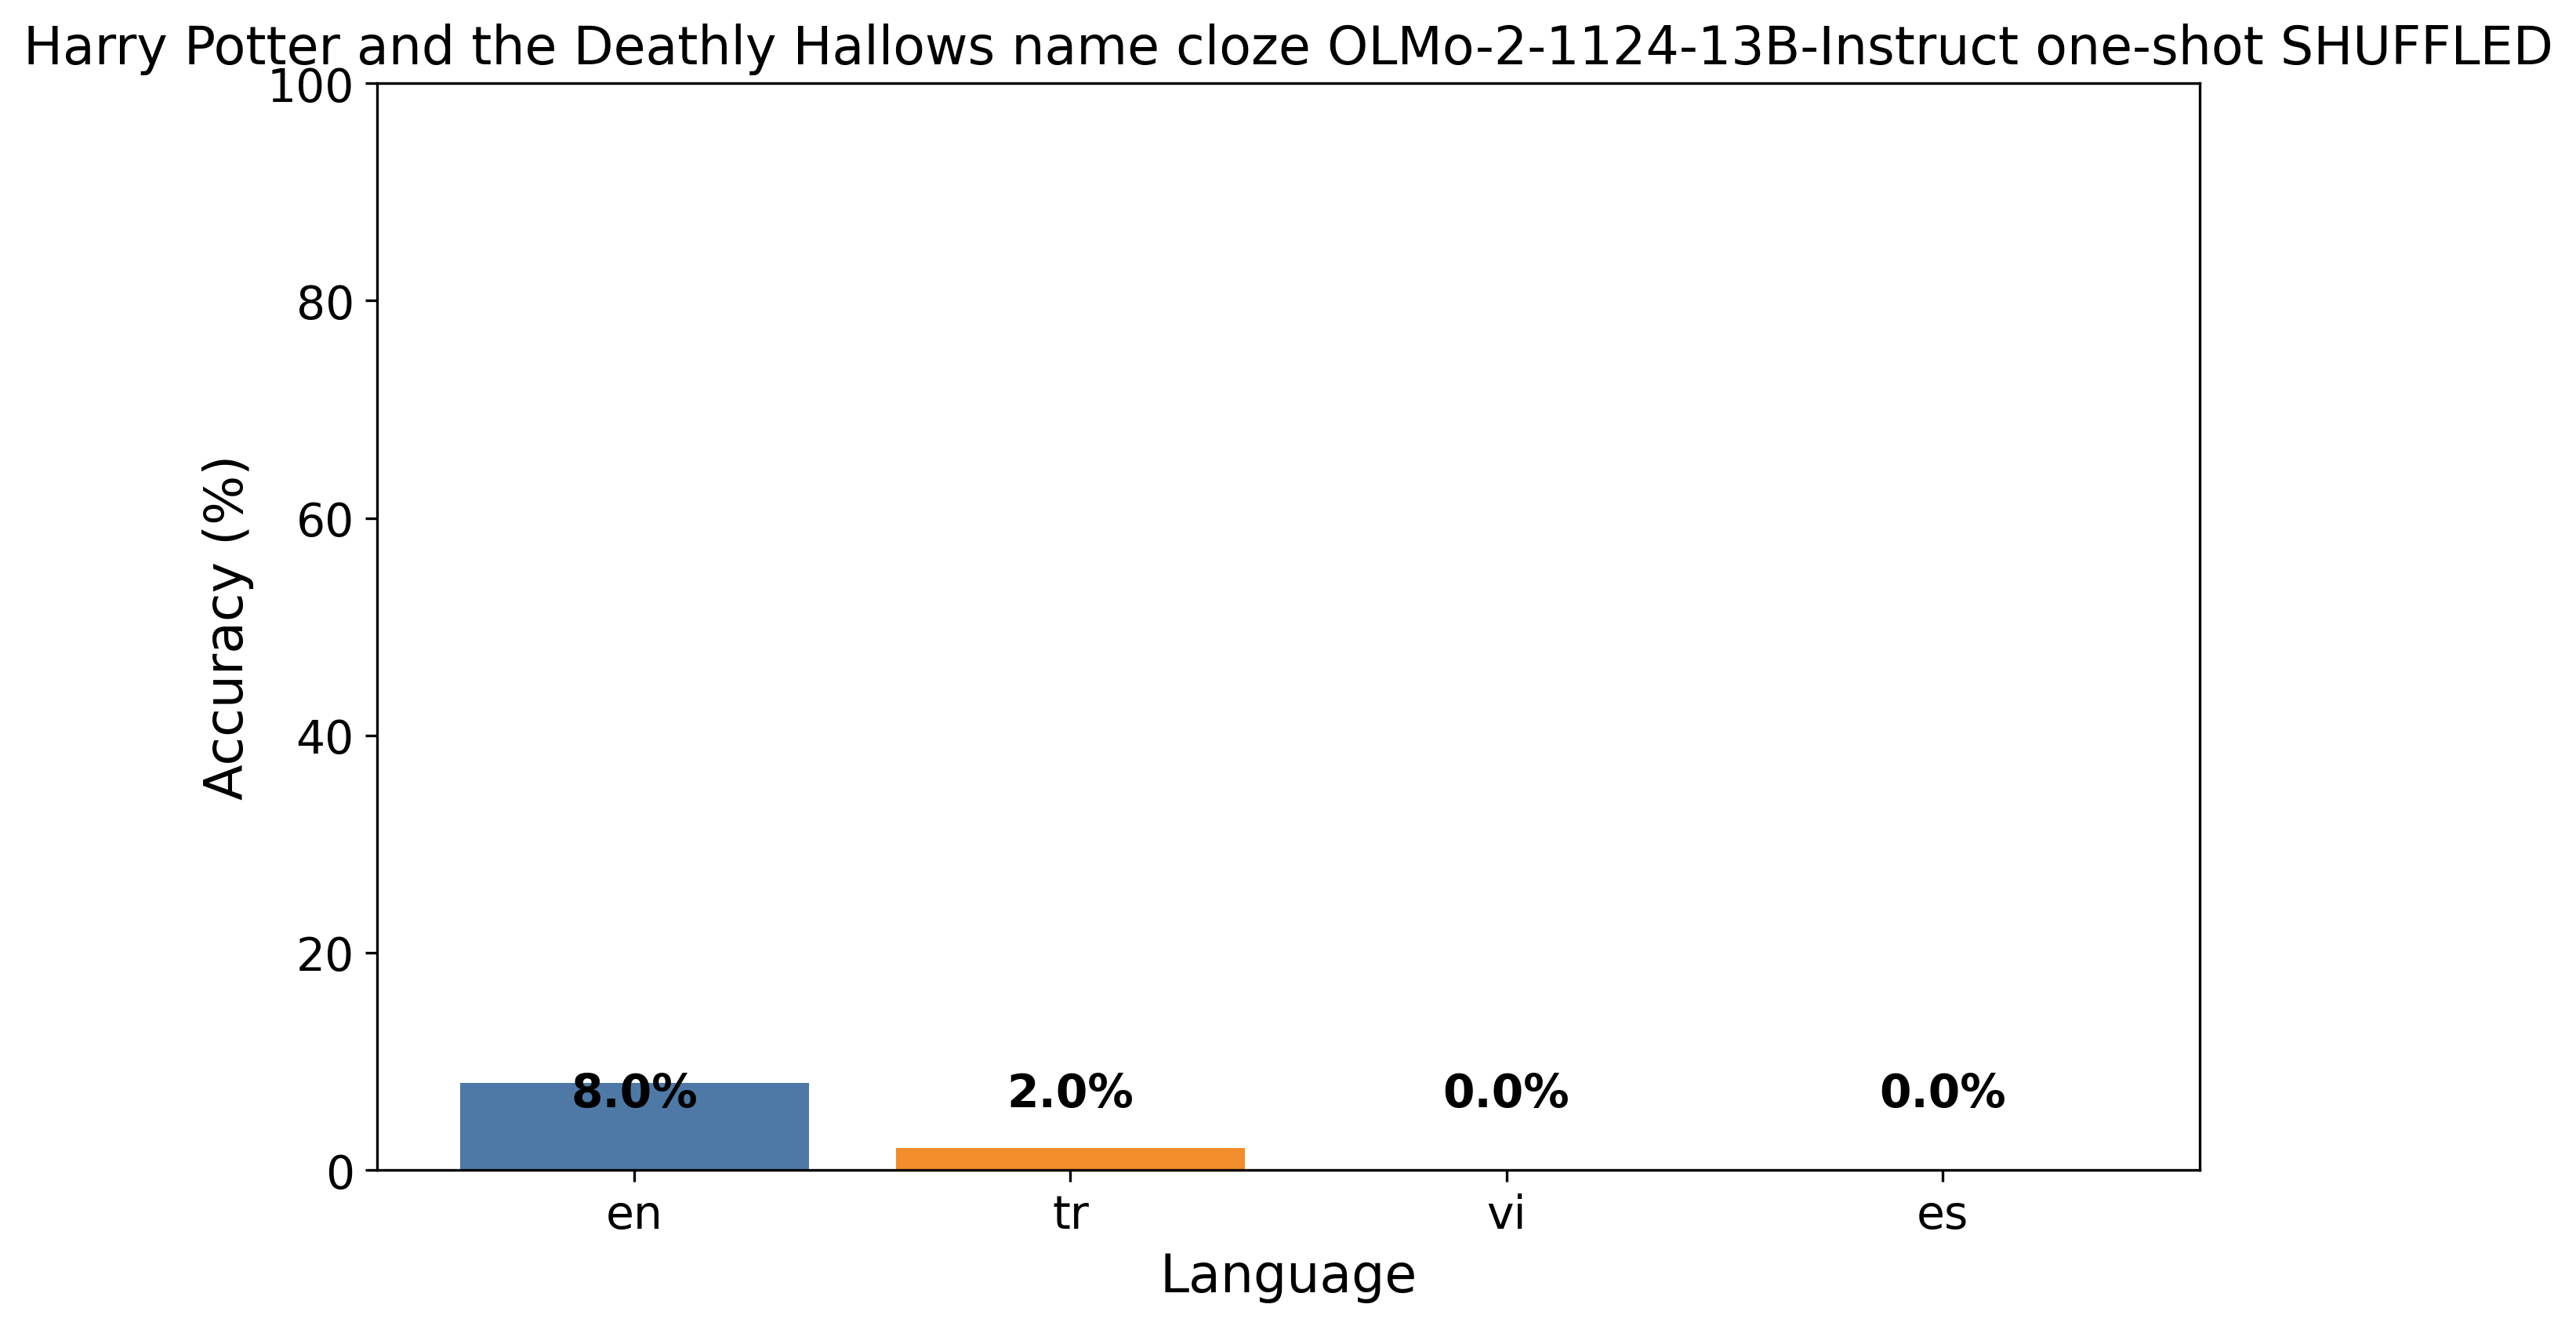 Harry Potter and the Deathly Hallows name cloze OLMo-2-1124-13B-Instruct one-shot SHUFFLED
100
80
60
40
20
0
Accuracy (%)
8.0%
2.0%
0.0%
0.0%
en
tr
vi
es
Language